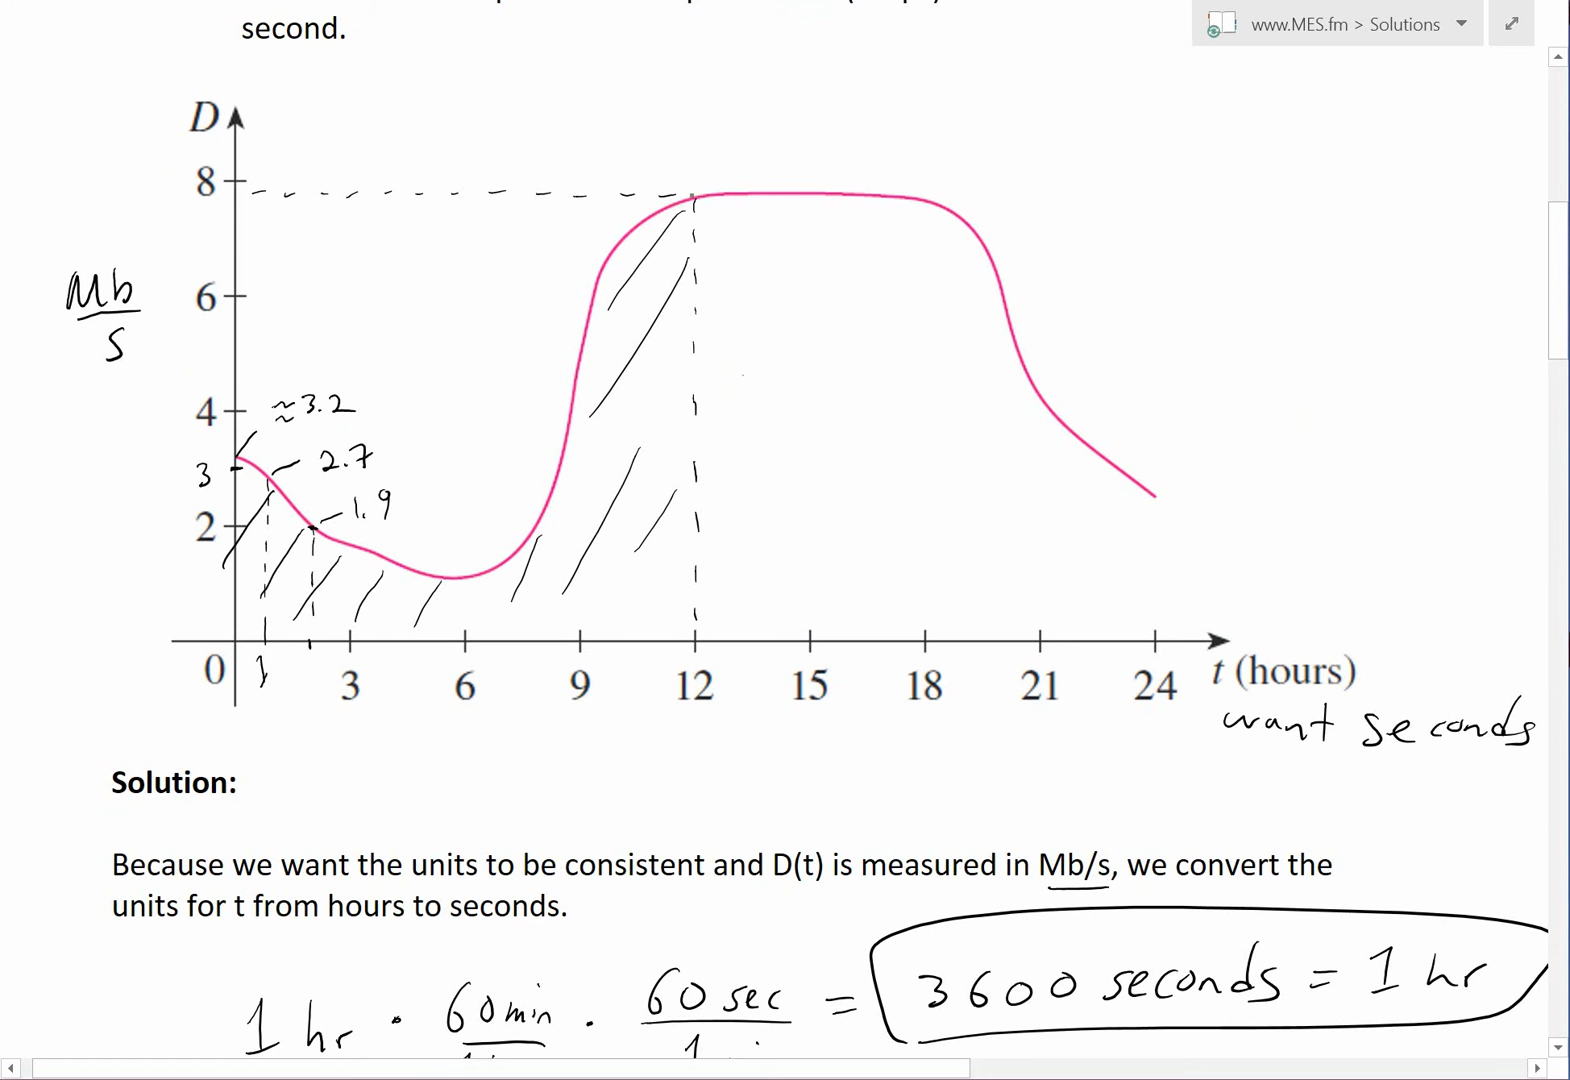 second.
www.MES.fm > Solutions
D
8
Mb
s
6
4
≈3.2
3
2.7
1.9
2
0
1
3
6
9
12
15
18
21
24
t (hours)
want seconds
Solution:
Because we want the units to be consistent and D(t) is measured in Mb/s, we convert the
units for t from hours to seconds.
1 hr · 60 min · 60 sec = 3600 seconds = 1 hr